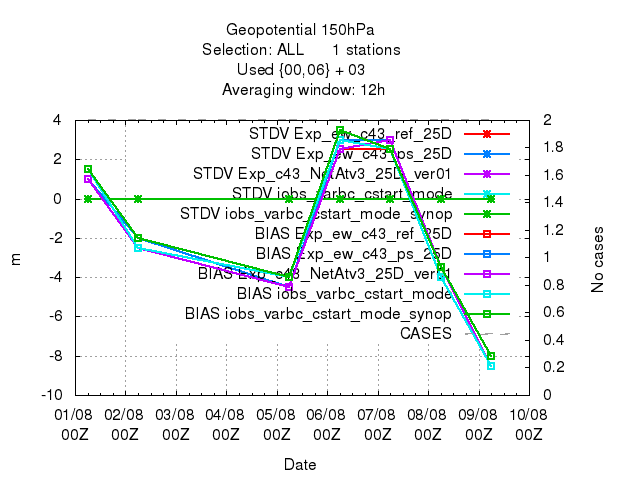 Geopotential 150hPa
Selection: ALL 1 stations
Used {00,06} + 03
Averaging window: 12h
4
2
0
-2
-4
-6
-8
-10
m
2
1.8
1.6
1.4
1.2
1
0.8
0.6
0.4
0.2
0
No cases
STDV Exp_ew_c43_ref_25D
STDV Exp_ew_c43_ps_25D
STDV Exp_c43_NetAtv3_25D_ver01
STDV iobs_varbc_cstart_mode
STDV iobs_varbc_cstart_mode_synop
BIAS Exp_ew_c43_ref_25D
BIAS Exp_ew_c43_ps_25D
BIAS Exp_c43_NetAtv3_25D_ver01
BIAS iobs_varbc_cstart_mode
BIAS iobs_varbc_cstart_mode_synop
CASES
01/08 02/08 03/08 04/08 05/08 06/08 07/08 08/08 09/08 10/08
00Z 00Z 00Z 00Z 00Z 00Z 00Z 00Z 00Z 00Z
Date